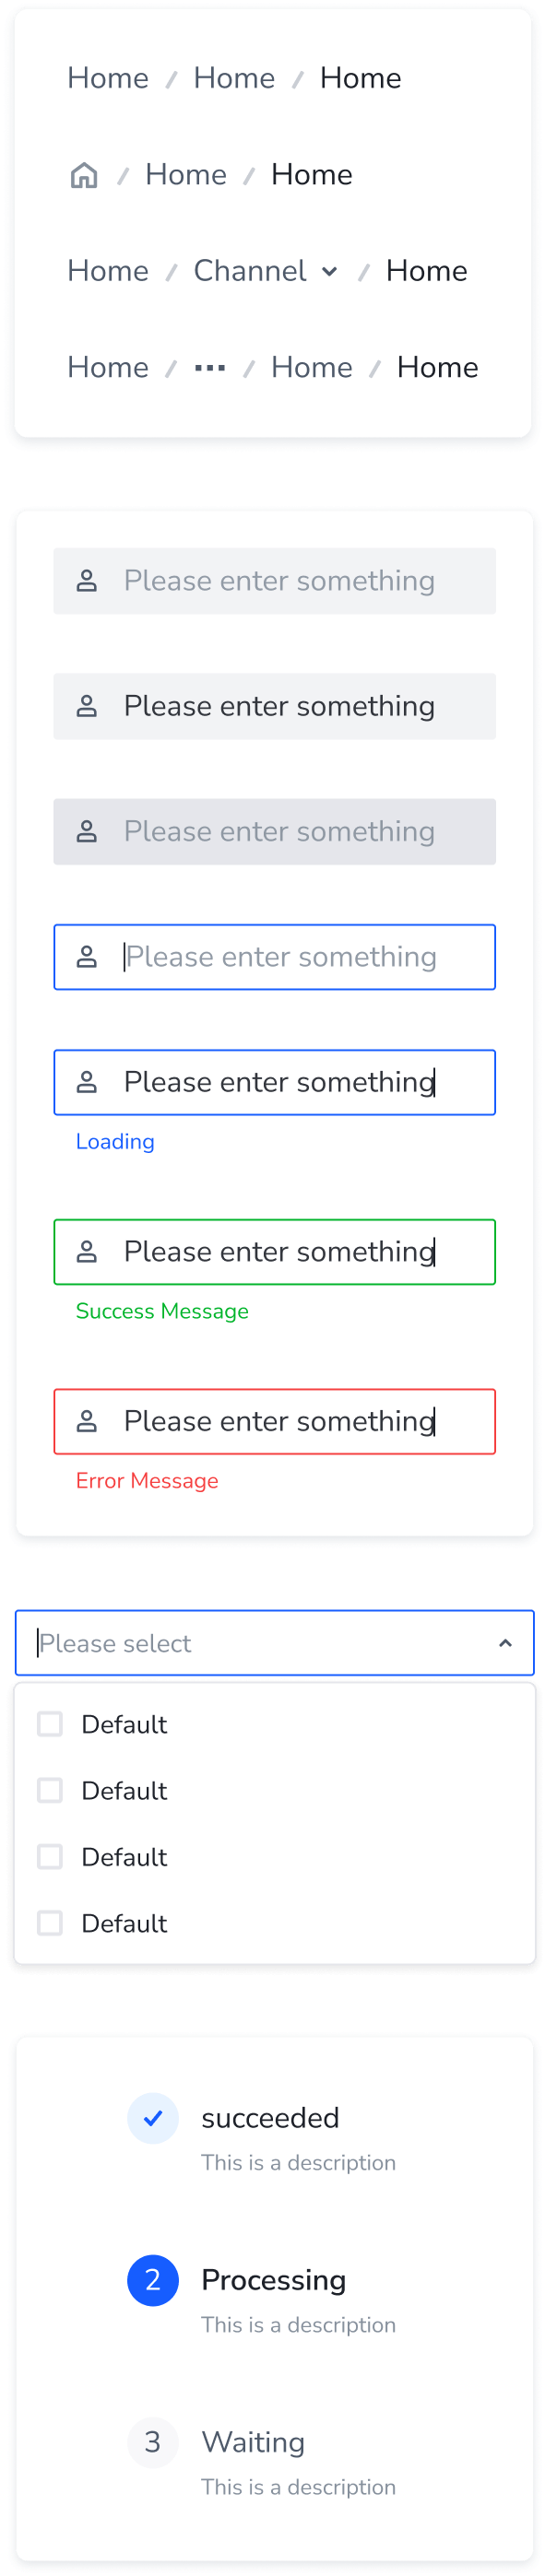 Home / Home / Home
/ Home / Home
Home / Channel / Home
Home / ··· / Home / Home
Please enter something
Please enter something
Please enter something
Please enter something
Please enter something
Loading
Please enter something
Success Message
Please enter something
Error Message
Please select
Default
Default
Default
Default
succeeded
This is a description
2 Processing
This is a description
3 Waiting
This is a description